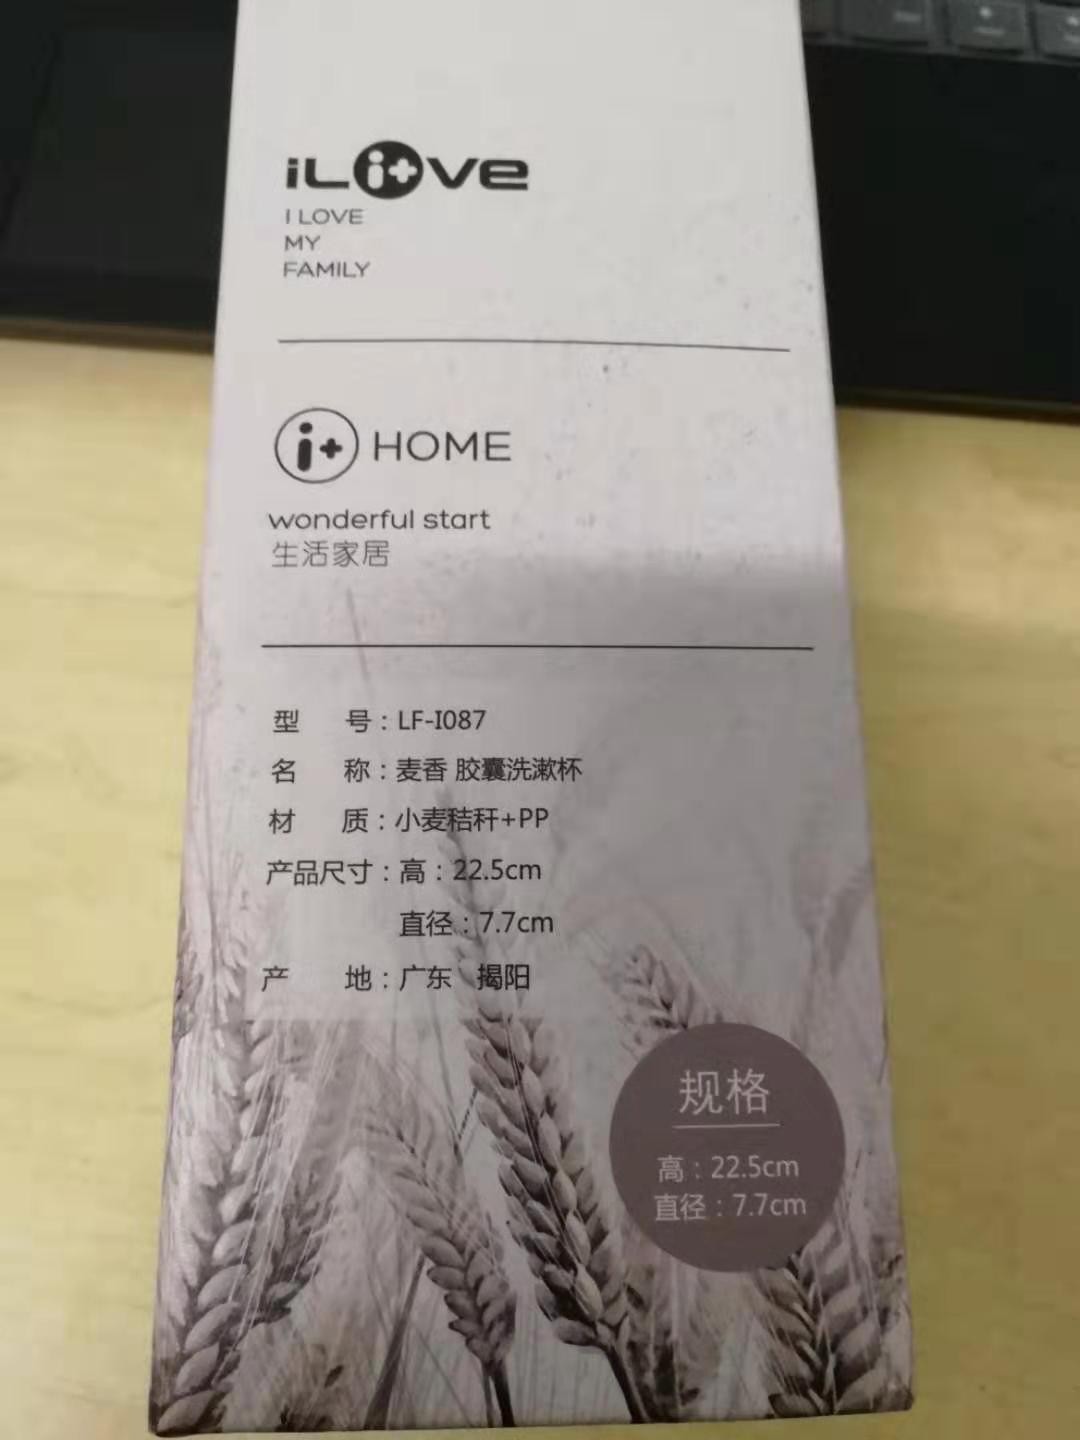 iLi+ve
I LOVE
MY
FAMILY
i+ HOME
wonderful start
生活家居
型 号：LF-I087
名 称：麦香 胶囊洗漱杯
材 质：小麦秸秆+PP
产品尺寸：高：22.5cm
直径：7.7cm
产 地：广东 揭阳
规格
高：22.5cm
直径：7.7cm